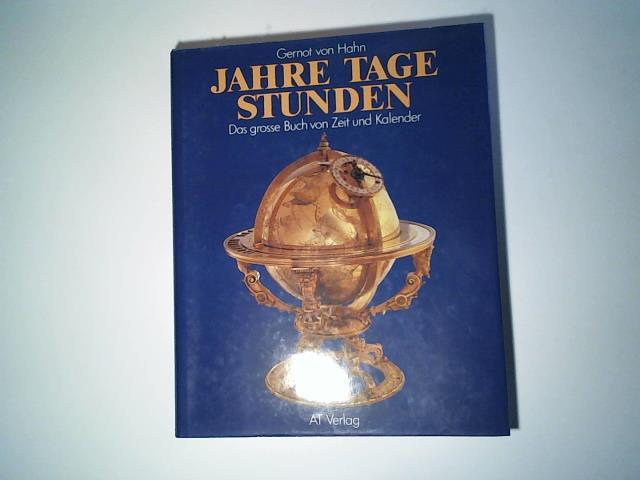 Gernot von Hahn
JAHRE TAGE
STUNDEN
Das grosse Buch von Zeit und Kalender
AT Verlag